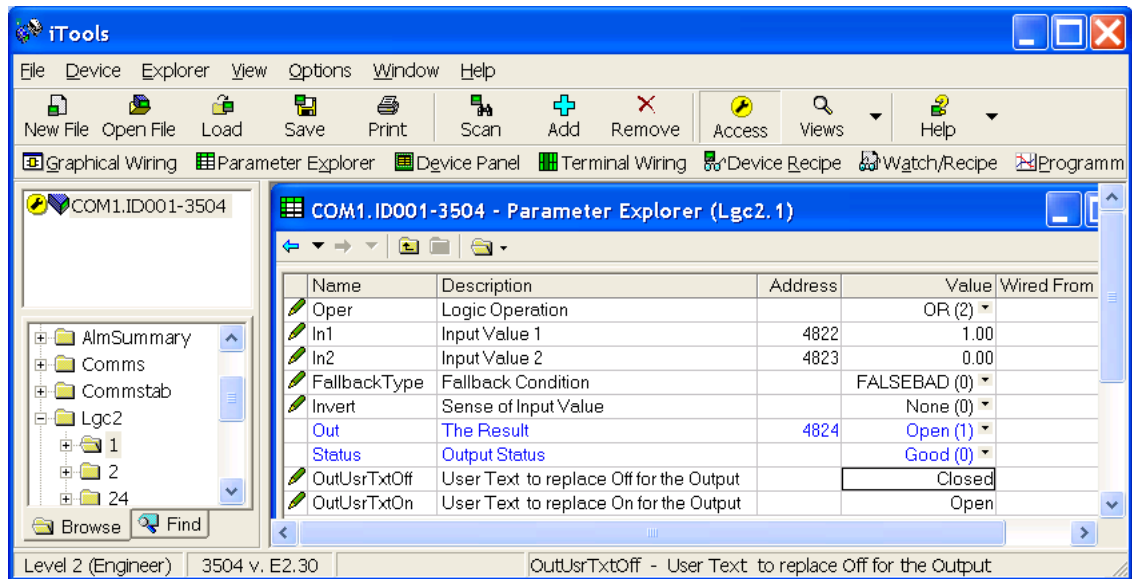 iTools
File Device Explorer View Options Window Help
New File Open File Load Save Print Scan Add Remove Access Views Help
Graphical Wiring Parameter Explorer Device Panel Terminal Wiring Device Recipe Watch/Recipe Programm
COM1.ID001-3504
AlmSummary
Comms
Commstab
Lgc2
1
2
24
Browse Find
COM1.ID001-3504 - Parameter Explorer (Lgc2.1)
Name Description Address Value Wired From
Oper Logic Operation OR (2)
In1 Input Value 1 4822 1.00
In2 Input Value 2 4823 0.00
FallbackType Fallback Condition FALSEBAD (0)
Invert Sense of Input Value None (0)
Out The Result 4824 Open (1)
Status Output Status Good (0)
OutUsrTxtOff User Text to replace Off for the Output Closed
OutUsrTxtOn User Text to replace On for the Output Open
Level 2 (Engineer) 3504 v. E2.30 OutUsrTxtOff - User Text to replace Off for the Output